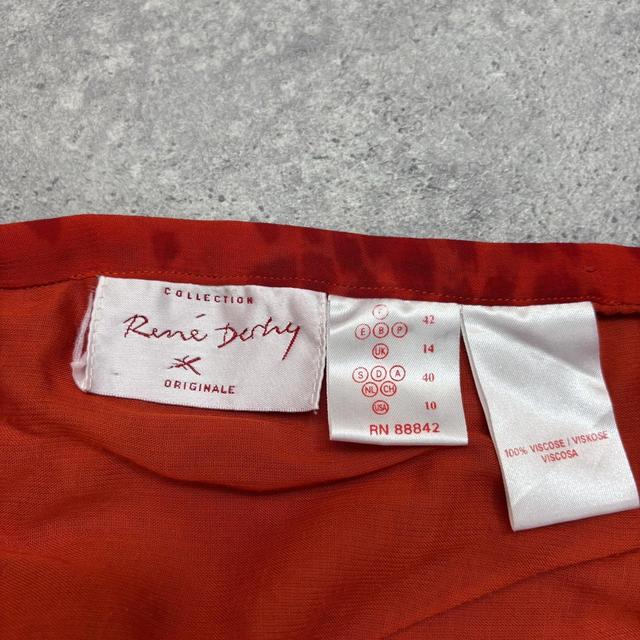 COLLECTION
René Derhy
ORIGINALE
F 42
E B P
UK 14
S D A 40
NL CH
USA 10
RN 88842
100% VISCOSE / VISKOSE
VISCOSA